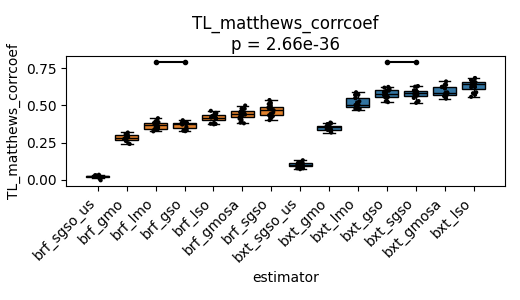 TL_matthews_corrcoef
p = 2.66e-36
TL_matthews_corrcoef
0.75
0.50
0.25
0.00
brf_sgso_us
brf_gmo
brf_lmo
brf_gso
brf_lso
brf_gmosa
brf_sgso
bxt_sgso_us
bxt_gmo
bxt_lmo
bxt_gso
bxt_sgso
bxt_gmosa
bxt_lso
estimator